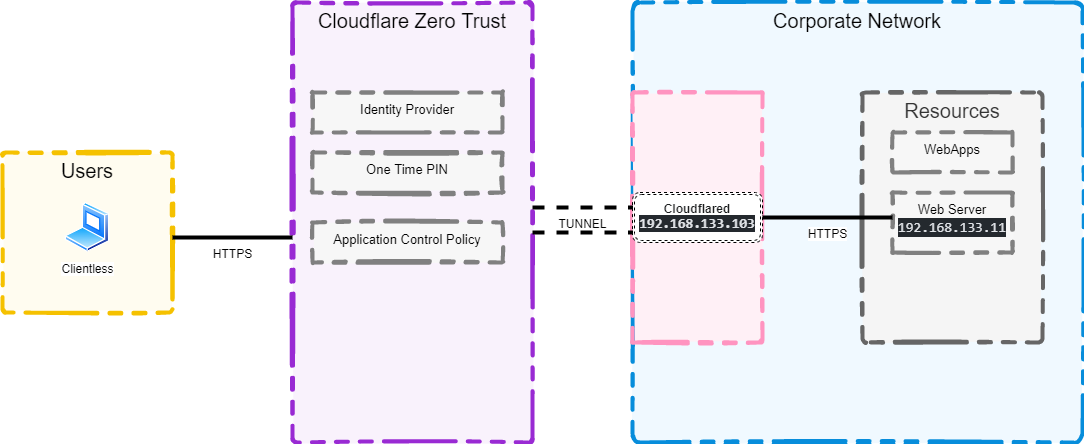 Cloudflare Zero Trust
Corporate Network
Identity Provider
Resources
WebApps
Users
One Time PIN
Cloudflared
192.168.133.103
Web Server
192.168.133.11
TUNNEL
Application Control Policy
HTTPS
HTTPS
Clientless